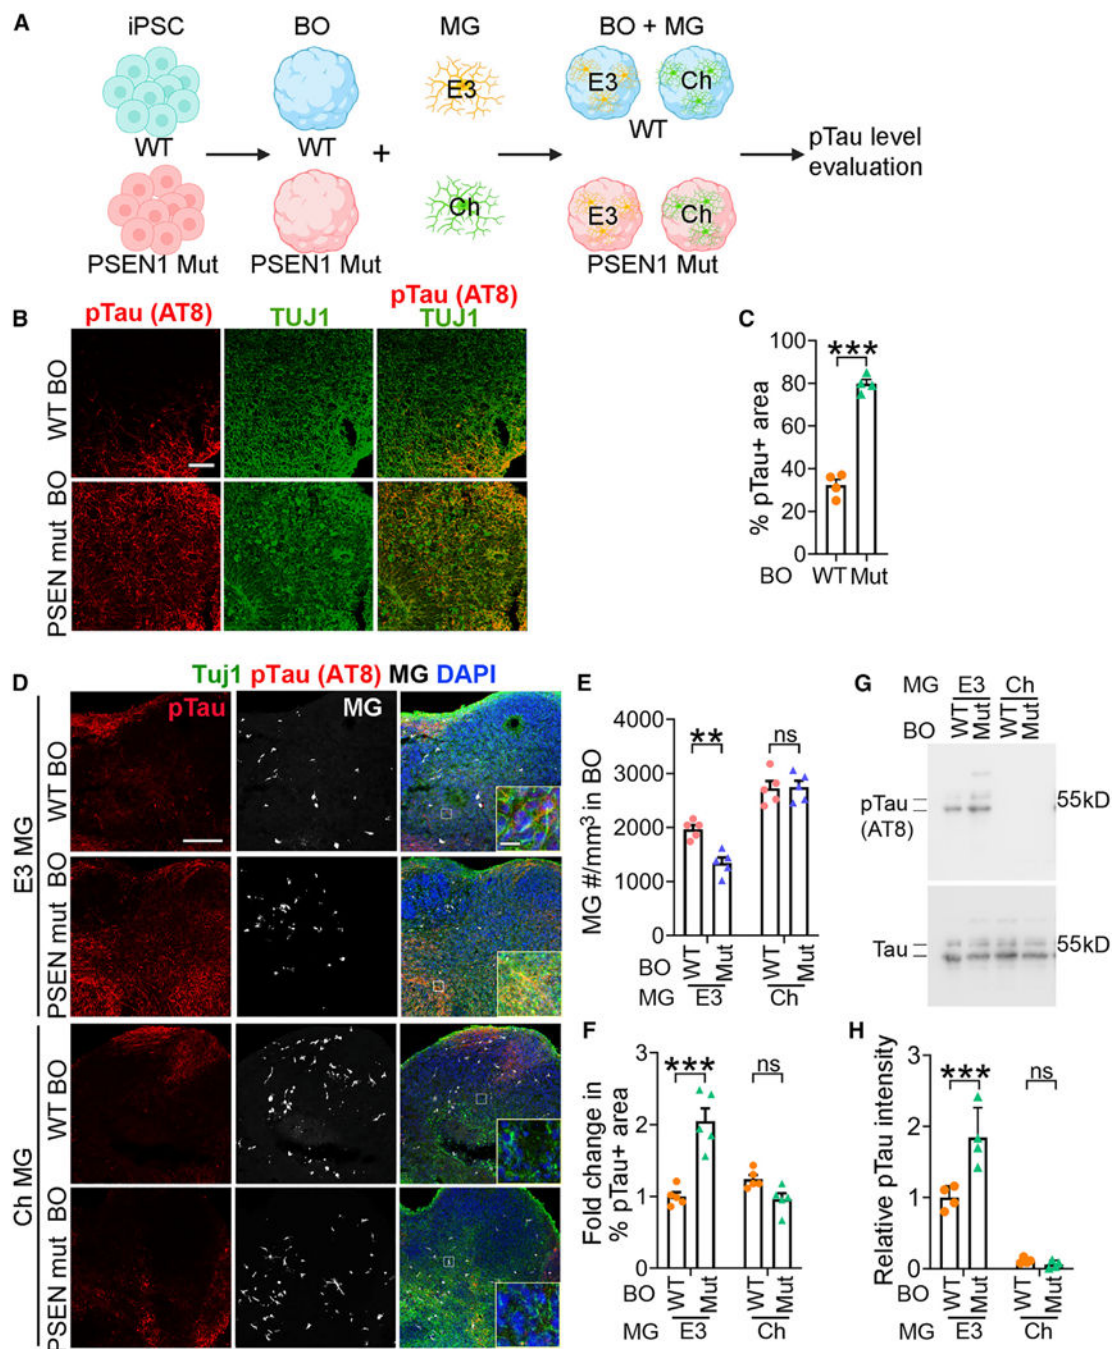 A
iPSC
BO
MG
BO + MG
E3
E3
Ch
WT
WT
WT
+
pTau level
evaluation
Ch
E3
Ch
PSEN1 Mut
PSEN1 Mut
PSEN1 Mut
B
pTau (AT8)
TUJ1
pTau (AT8)
TUJ1
WT BO
PSEN mut BO
C
% pTau+ area
100
80
60
40
20
0
***
BO WT Mut
D
Tuj1 pTau (AT8) MG DAPI
pTau
MG
E3 MG
WT BO
PSEN mut BO
Ch MG
WT BO
PSEN mut BO
E
MG #/mm³ in BO
4000
3000
2000
1000
0
**
ns
BO WT Mut WT Mut
MG E3 Ch
F
Fold change in
% pTau+ area
3
2
1
0
***
ns
BO WT Mut WT Mut
MG E3 Ch
G
MG E3 Ch
BO WT Mut WT Mut
pTau
(AT8)
55kD
Tau
55kD
H
Relative pTau intensity
3
2
1
0
***
ns
BO WT Mut WT Mut
MG E3 Ch